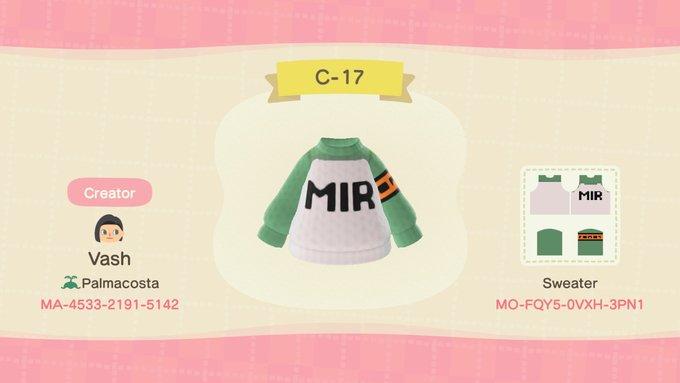 C-17
Creator
Vash
Palmacosta
MA-4533-2191-5142
MIR
MIR
Sweater
MO-FQY5-0VXH-3PN1